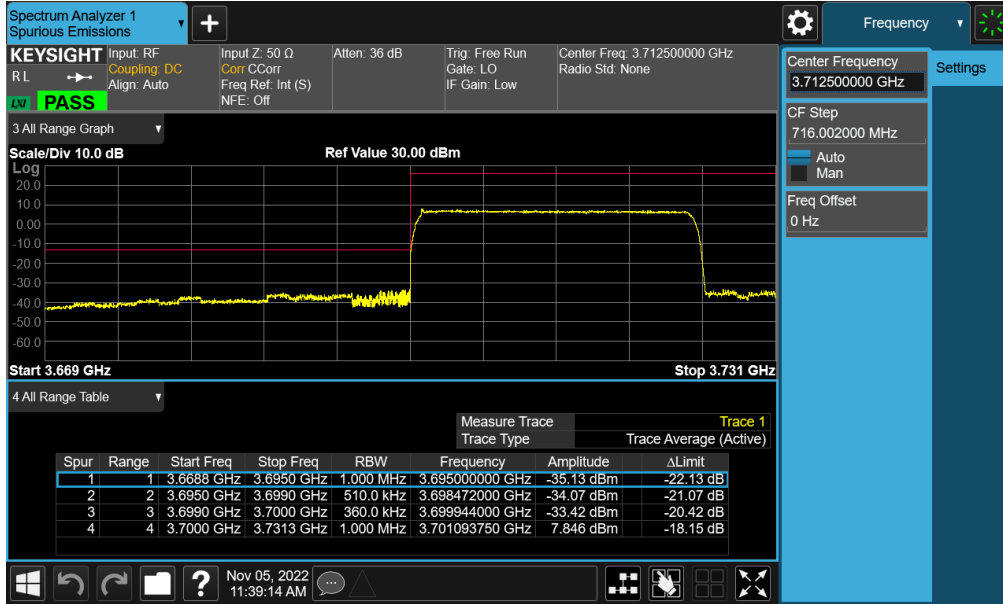 Spectrum Analyzer 1
Spurious Emissions
+
Frequency
KEYSIGHT
R L
LXI PASS
Input: RF
Coupling: DC
Align: Auto
Input Z: 50 Ω
Corr CCorr
Freq Ref: Int (S)
NFE: Off
Atten: 36 dB
Trig: Free Run
Gate: LO
IF Gain: Low
Center Freq: 3.712500000 GHz
Radio Std: None
Center Frequency
3.712500000 GHz
Settings
CF Step
716.002000 MHz
Auto
Man
Freq Offset
0 Hz
3 All Range Graph
Scale/Div 10.0 dB Ref Value 30.00 dBm
Log
20.0
10.0
0.00
-10.0
-20.0
-30.0
-40.0
-50.0
-60.0
Start 3.669 GHz Stop 3.731 GHz
4 All Range Table
Measure Trace Trace 1
Trace Type Trace Average (Active)
Spur Range Start Freq Stop Freq RBW Frequency Amplitude ΔLimit
1 1 3.6688 GHz 3.6950 GHz 1.000 MHz 3.695000000 GHz -35.13 dBm -22.13 dB
2 2 3.6950 GHz 3.6990 GHz 510.0 kHz 3.698472000 GHz -34.07 dBm -21.07 dB
3 3 3.6990 GHz 3.7000 GHz 360.0 kHz 3.699944000 GHz -33.42 dBm -20.42 dB
4 4 3.7000 GHz 3.7313 GHz 1.000 MHz 3.701093750 GHz 7.846 dBm -18.15 dB
?
Nov 05, 2022
11:39:14 AM